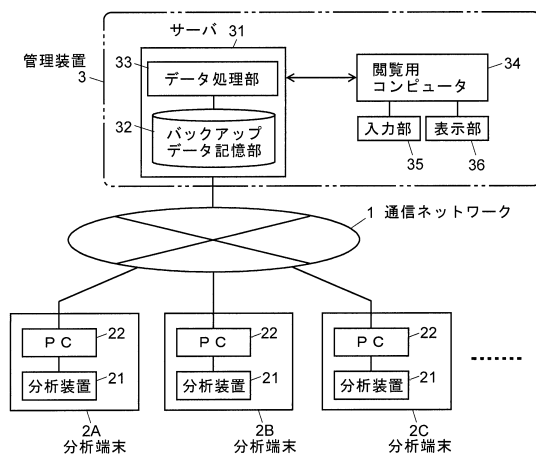 サーバ 31
管理装置
3
33
データ処理部
32
バックアップ
データ記憶部
閲覧用
コンピュータ
34
入力部
35
表示部
36
1 通信ネットワーク
PC
22
分析装置
21
2A
分析端末
PC
22
分析装置
21
2B
分析端末
PC
22
分析装置
21
2C
分析端末